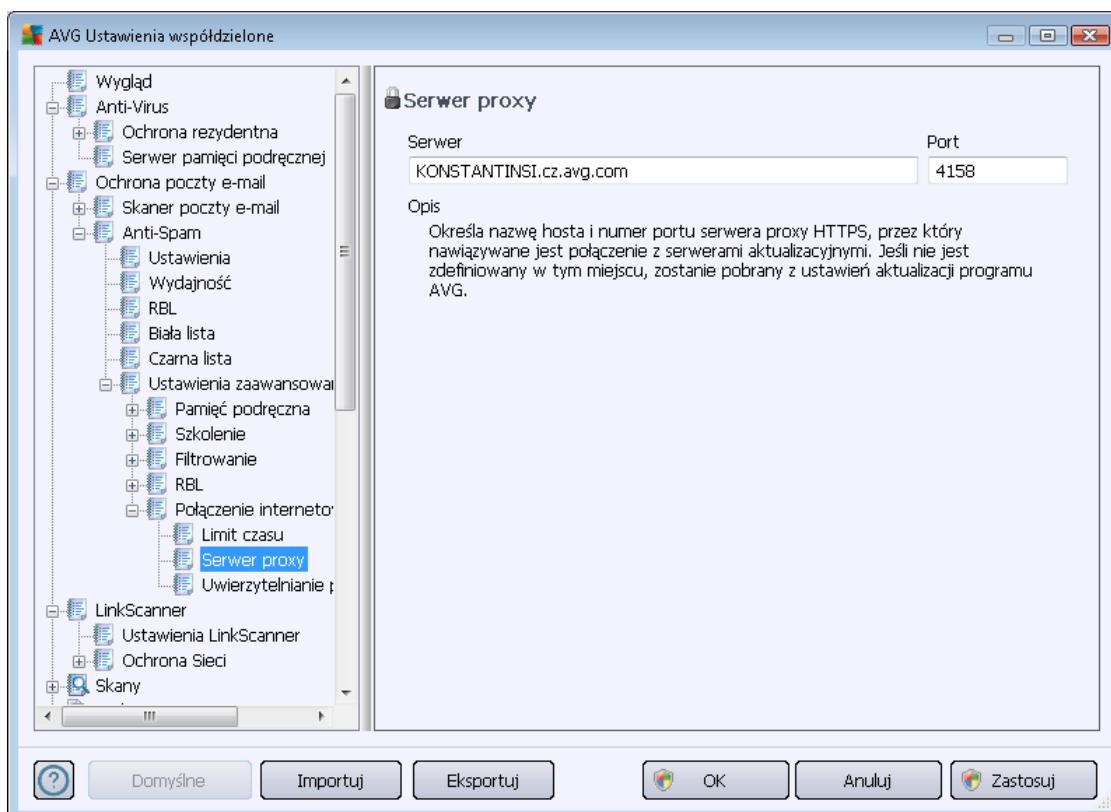 AVG Ustawienia współdzielone
Wygląd
Anti-Virus
Ochrona rezydentna
Serwer pamięci podręcznej
Ochrona poczty e-mail
Skaner poczty e-mail
Anti-Spam
Ustawienia
Wydajność
RBL
Biała lista
Czarna lista
Ustawienia zaawansowa
Pamięć podręczna
Szkolenie
Filtrowanie
RBL
Połączenie interneto
Limit czasu
Serwer proxy
Uwierzytelnianie p
LinkScanner
Ustawienia LinkScanner
Ochrona Sieci
Skany
Serwer proxy
Serwer Port
KONSTANTINSI.cz.avg.com 4158
Opis
Określa nazwę hosta i numer portu serwera proxy HTTPS, przez który
nawiązywane jest połączenie z serwerami aktualizacyjnymi. Jeśli nie jest
zdefiniowany w tym miejscu, zostanie pobrany z ustawień aktualizacji programu
AVG.
Domyślne Importuj Eksportuj OK Anuluj Zastosuj